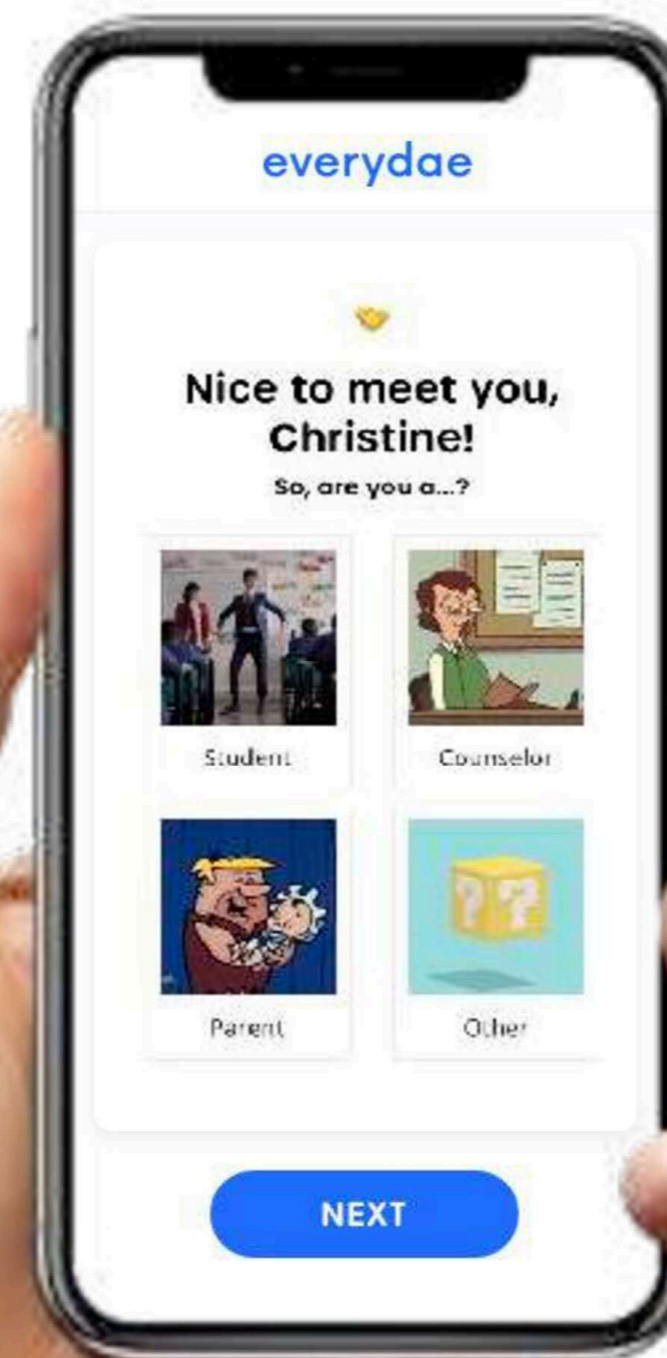 everydae
Nice to meet you,
Christine!
So, are you a...?
Student
Counselor
Parent
Other
NEXT